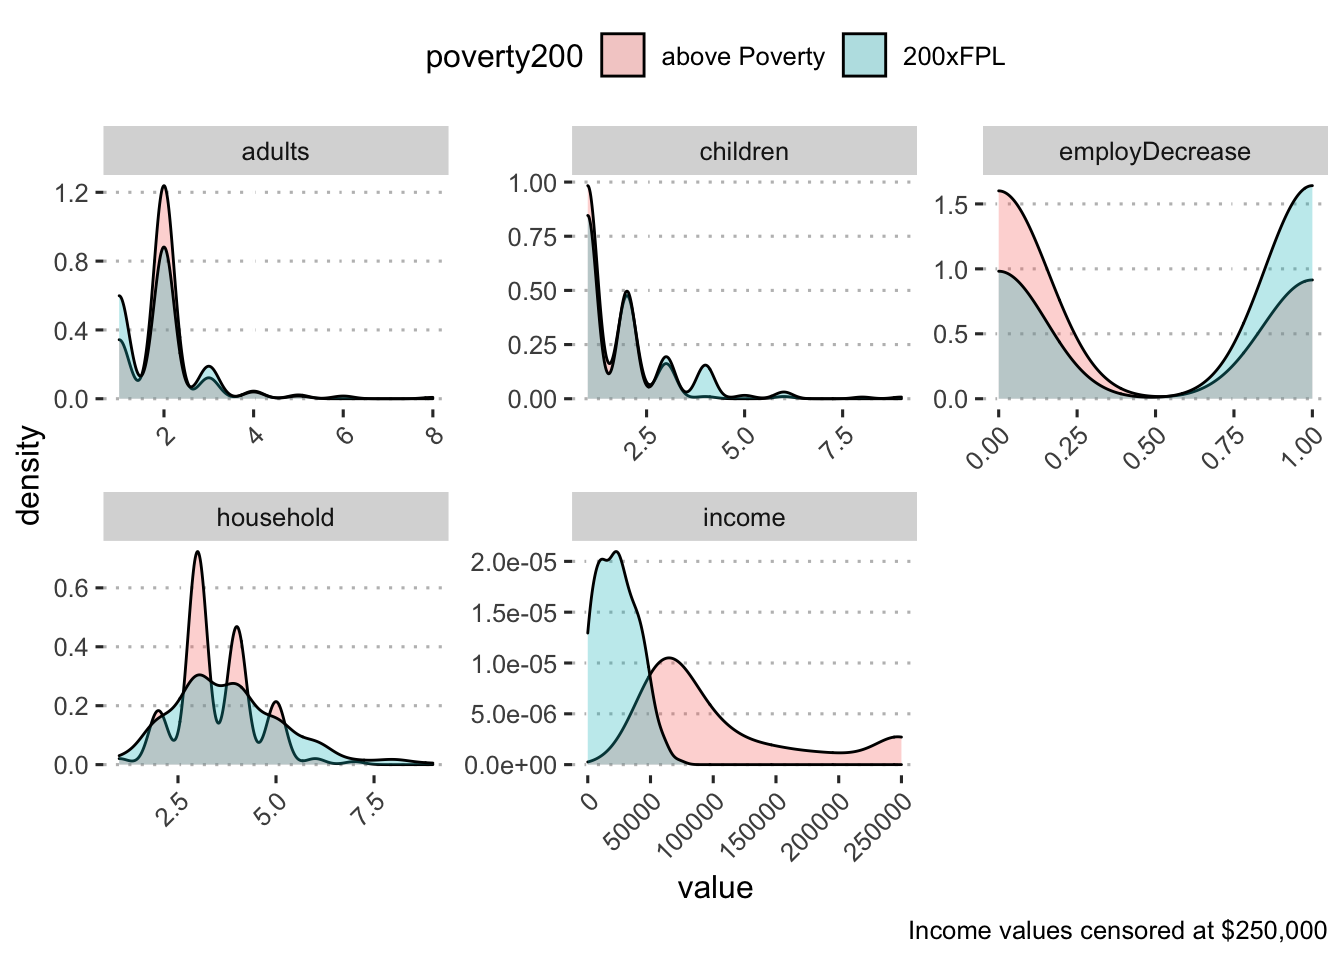 poverty200 above Poverty 200xFPL
adults
children
employDecrease
1.2
0.8
0.4
0.0
2 4 6 8
1.00
0.75
0.50
0.25
0.00
2.5 5.0 7.5
1.5
1.0
0.5
0.0
0.00 0.25 0.50 0.75 1.00
density
household
income
0.6
0.4
0.2
0.0
2.5 5.0 7.5
2.0e-05
1.5e-05
1.0e-05
5.0e-06
0.0e+00
0 50000 100000 150000 200000 250000
value
Income values censored at $250,000